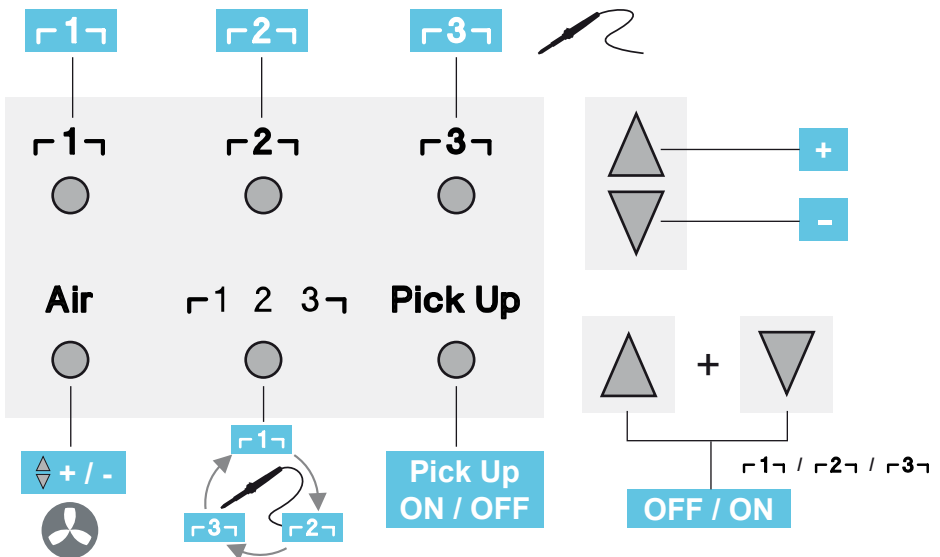 ┌1┐ ┌2┐ ┌3┐
┌1┐ ┌2┐ ┌3┐
+
-
Air ┌1 2 3┐ Pick Up
+
┌1┐
+ / -
Pick Up
ON / OFF
┌3┐ ┌2┐
┌1┐ / ┌2┐ / ┌3┐
OFF / ON